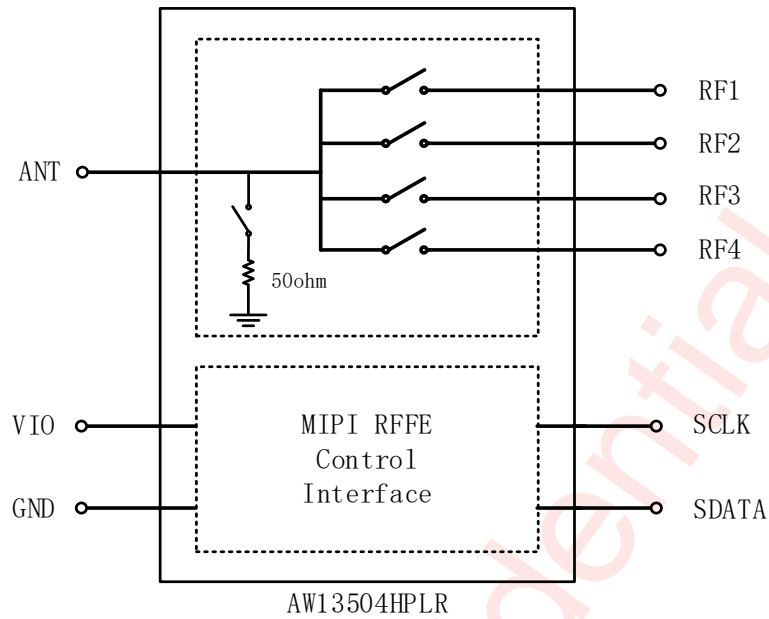 RF1
RF2
ANT
RF3
RF4
50ohm
VIO
MIPI RFFE
SCLK
Control
Interface
GND
SDATA
AW13504HPLR